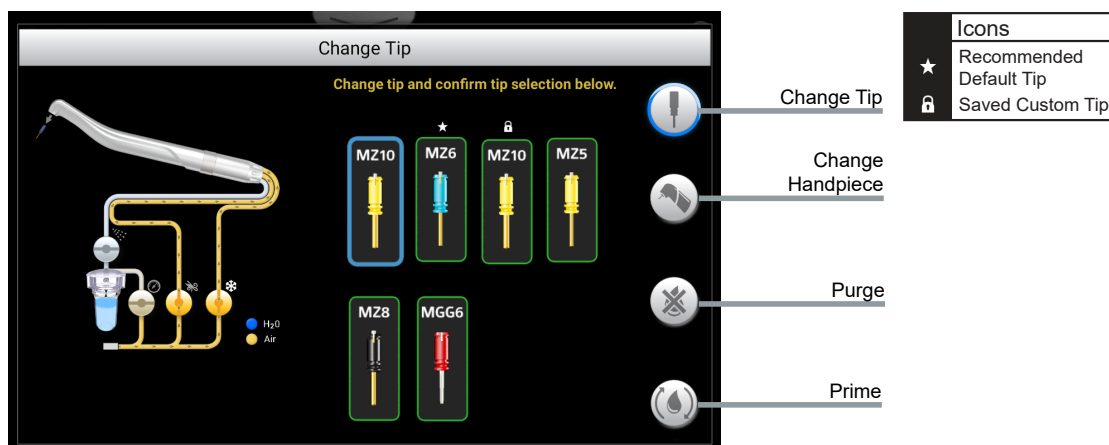 Change Tip
Change tip and confirm tip selection below.
MZ10
MZ6
MZ10
MZ5
MZ8
MGG6
H₂0
Air
Change Tip
Change
Handpiece
Purge
Prime
Icons
Recommended
Default Tip
Saved Custom Tip